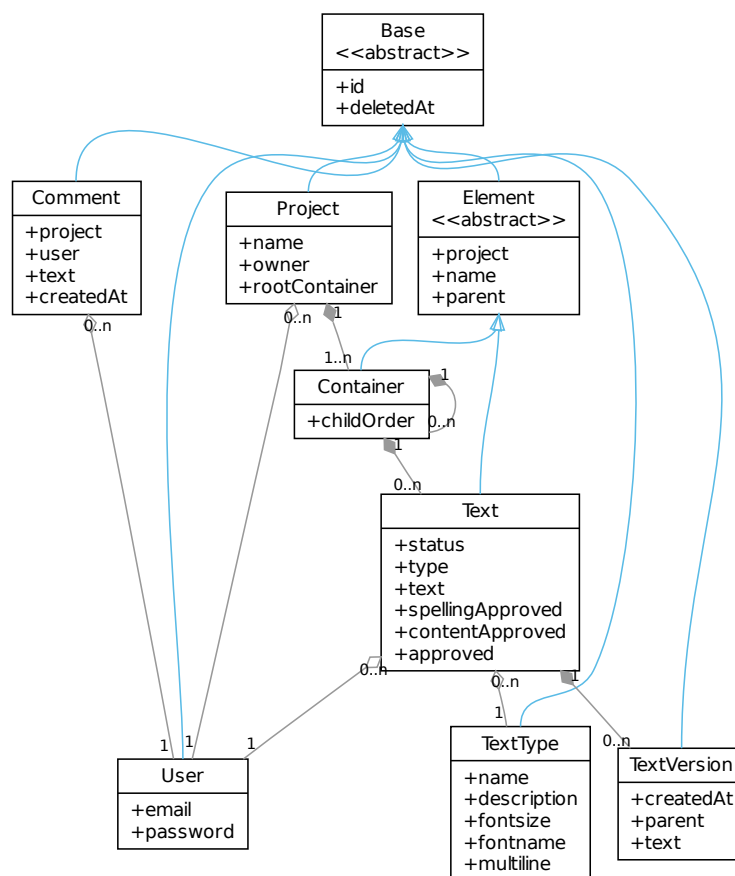 Base
<<abstract>>
+id
+deletedAt
Comment
+project
+user
+text
+createdAt
Project
+name
+owner
+rootContainer
Element
<<abstract>>
+project
+name
+parent
0..n
0..n
1
1..n
Container
+childOrder
1
0..n
1
0..n
Text
+status
+type
+text
+spellingApproved
+contentApproved
+approved
0..n
0..n
1
1
1
1
1
0..n
User
+email
+password
TextType
+name
+description
+fontsize
+fontname
+multiline
TextVersion
+createdAt
+parent
+text